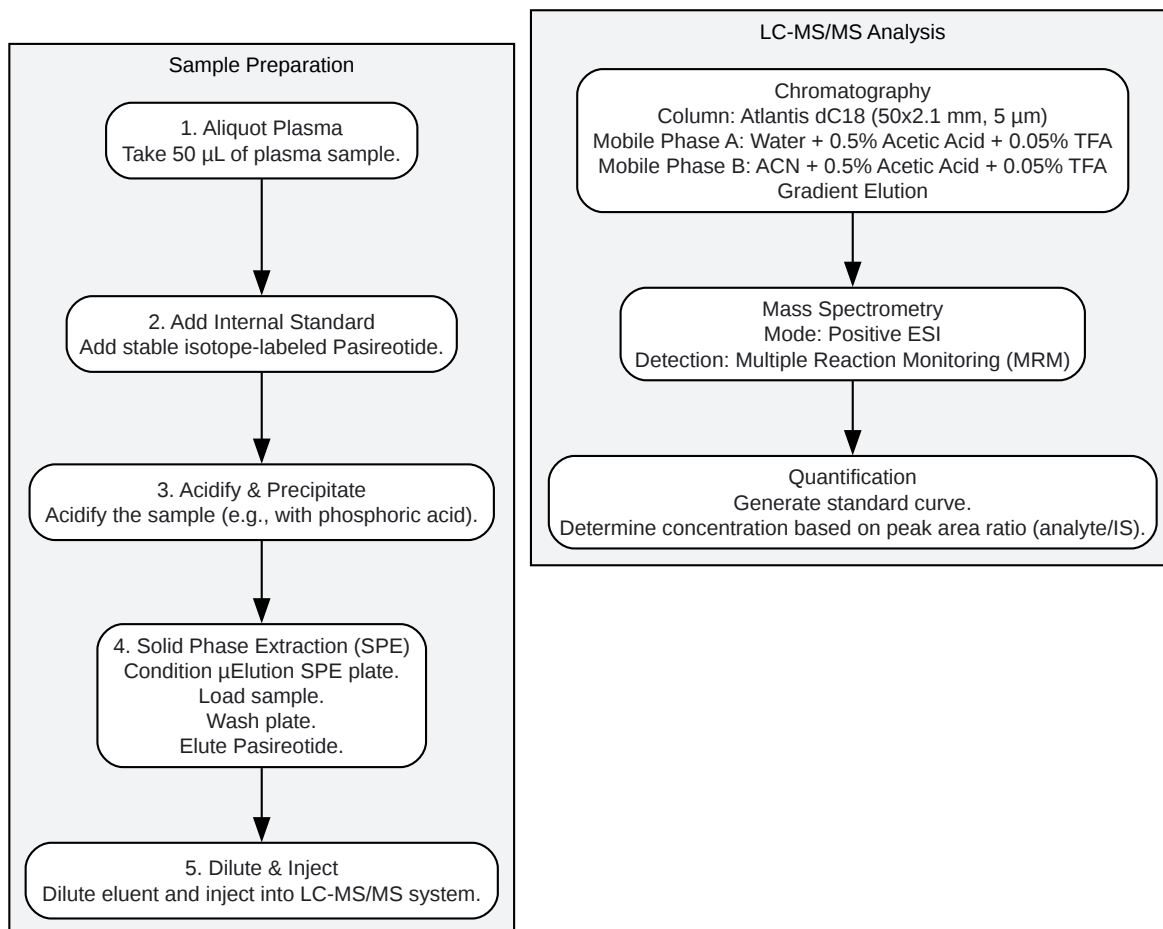 Sample Preparation
1. Aliquot Plasma
Take 50 µL of plasma sample.
2. Add Internal Standard
Add stable isotope-labeled Pasireotide.
3. Acidify & Precipitate
Acidify the sample (e.g., with phosphoric acid).
4. Solid Phase Extraction (SPE)
Condition µElution SPE plate.
Load sample.
Wash plate.
Elute Pasireotide.
5. Dilute & Inject
Dilute eluent and inject into LC-MS/MS system.
LC-MS/MS Analysis
Chromatography
Column: Atlantis dC18 (50x2.1 mm, 5 µm)
Mobile Phase A: Water + 0.5% Acetic Acid + 0.05% TFA
Mobile Phase B: ACN + 0.5% Acetic Acid + 0.05% TFA
Gradient Elution
Mass Spectrometry
Mode: Positive ESI
Detection: Multiple Reaction Monitoring (MRM)
Quantification
Generate standard curve.
Determine concentration based on peak area ratio (analyte/IS).